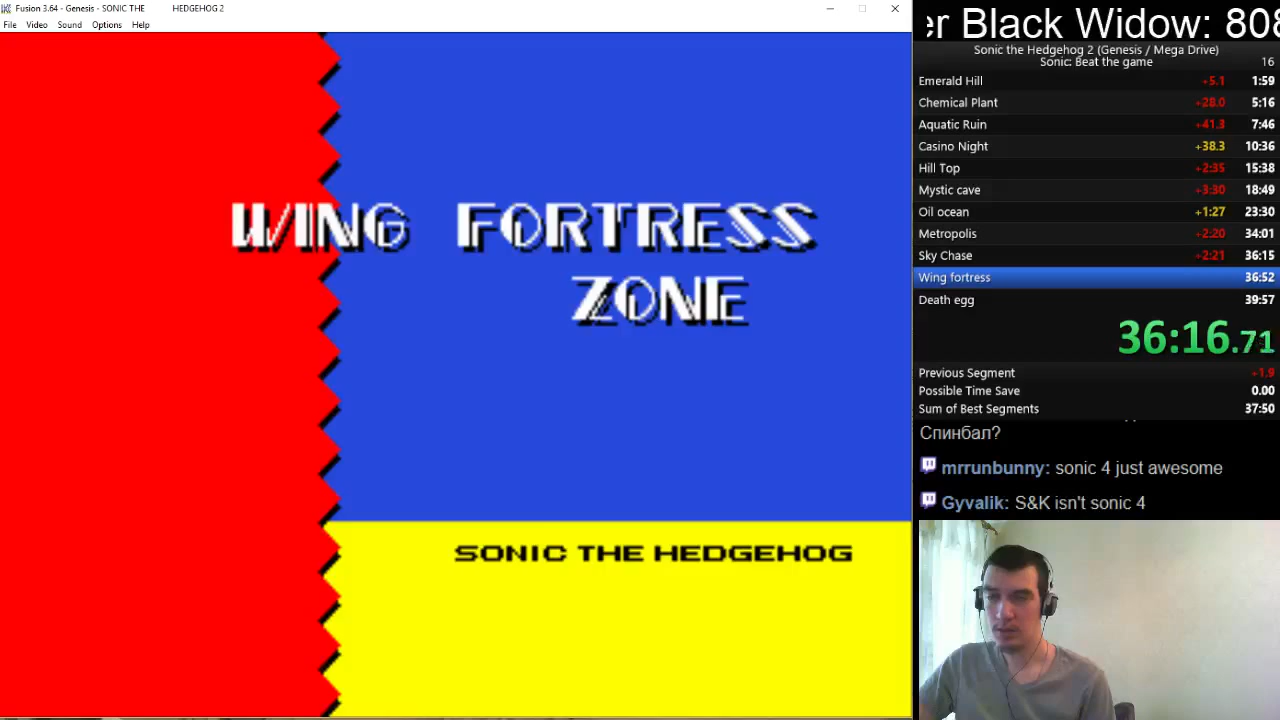 Fusion 3.64 - Genesis - SONIC THE HEDGEHOG 2
File Video Sound Options Help
WING FORTRESS
ZONE
SONIC THE HEDGEHOG
er Black Widow: 808
Sonic the Hedgehog 2 (Genesis / Mega Drive)
Sonic: Beat the game 16
Emerald Hill +5.1 1:59
Chemical Plant +28.0 5:16
Aquatic Ruin +41.3 7:46
Casino Night +38.3 10:36
Hill Top +2:35 15:38
Mystic cave +3:30 18:49
Oil ocean +1:27 23:30
Metropolis +2:20 34:01
Sky Chase +2:21 36:15
Wing fortress 36:52
Death egg 39:57
36:16.71
Previous Segment +1.9
Possible Time Save 0.00
Sum of Best Segments 37:50
Спинбал?
mrrunbunny: sonic 4 just awesome
Gyvalik: S&K isn't sonic 4